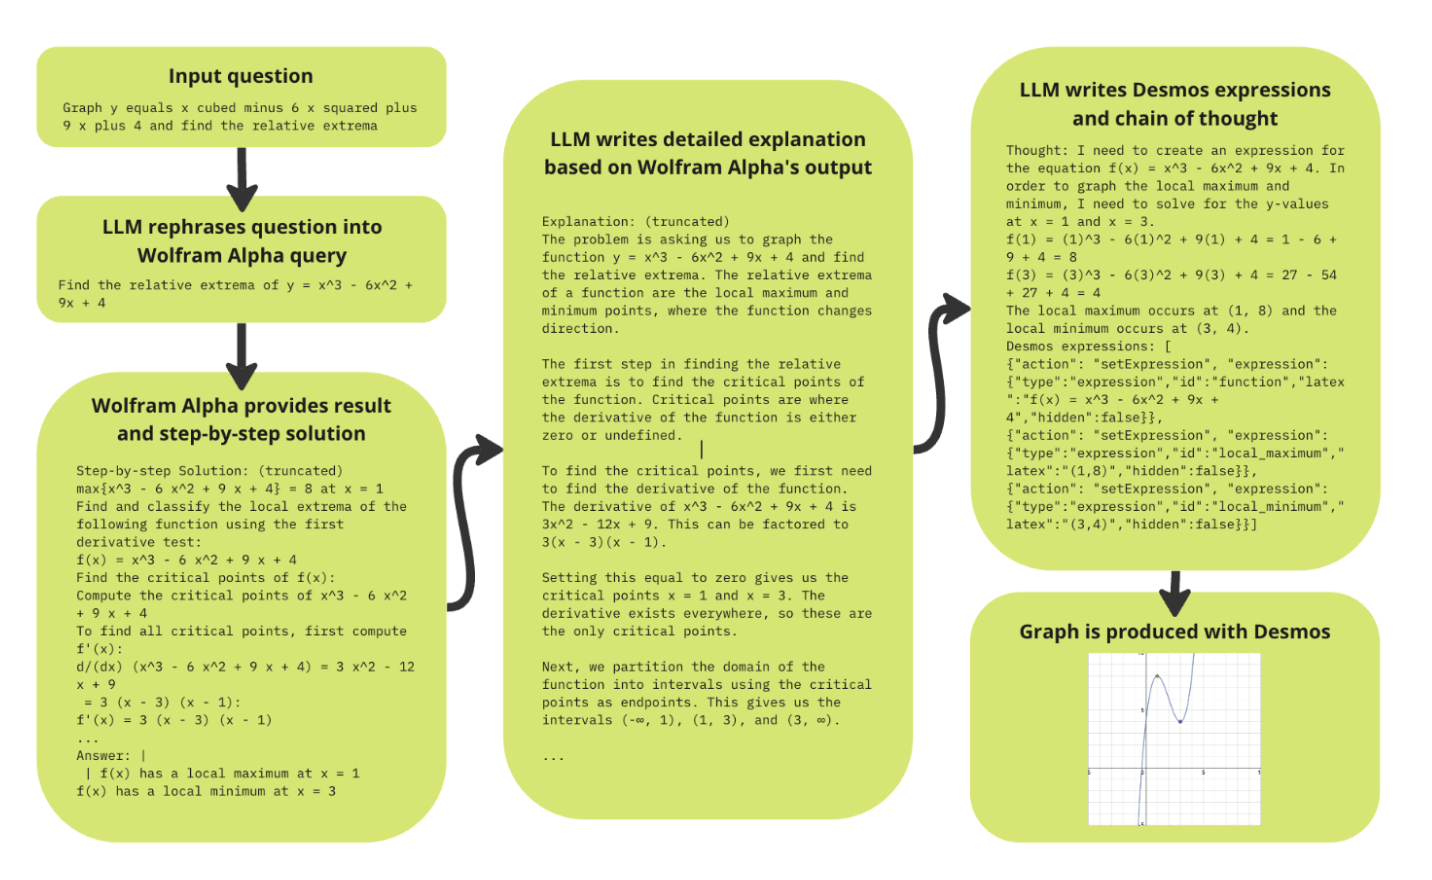 Input question
Graph y equals x cubed minus 6 x squared plus
9 x plus 4 and find the relative extrema
LLM rephrases question into
Wolfram Alpha query
Find the relative extrema of y = x^3 - 6x^2 +
9x + 4
Wolfram Alpha provides result
and step-by-step solution
Step-by-step Solution: (truncated)
max{x^3 - 6 x^2 + 9 x + 4} = 8 at x = 1
Find and classify the local extrema of the
following function using the first
derivative test:
f(x) = x^3 - 6 x^2 + 9 x + 4
Find the critical points of f(x):
Compute the critical points of x^3 - 6 x^2
+ 9 x + 4
To find all critical points, first compute
f'(x):
d/(dx) (x^3 - 6 x^2 + 9 x + 4) = 3 x^2 - 12
x + 9
= 3 (x - 3) (x - 1):
f'(x) = 3 (x - 3) (x - 1)
...
Answer: |
| f(x) has a local maximum at x = 1
f(x) has a local minimum at x = 3
LLM writes detailed explanation
based on Wolfram Alpha's output
Explanation: (truncated)
The problem is asking us to graph the
function y = x^3 - 6x^2 + 9x + 4 and find
the relative extrema. The relative extrema
of a function are the local maximum and
minimum points, where the function changes
direction.
The first step in finding the relative
extrema is to find the critical points of
the function. Critical points are where
the derivative of the function is either
zero or undefined.
To find the critical points, we first need
to find the derivative of the function.
The derivative of x^3 - 6x^2 + 9x + 4 is
3x^2 - 12x + 9. This can be factored to
3(x - 3)(x - 1).
Setting this equal to zero gives us the
critical points x = 1 and x = 3. The
derivative exists everywhere, so these are
the only critical points.
Next, we partition the domain of the
function into intervals using the critical
points as endpoints. This gives us the
intervals (-∞, 1), (1, 3), and (3, ∞).
...
LLM writes Desmos expressions
and chain of thought
Thought: I need to create an expression for
the equation f(x) = x^3 - 6x^2 + 9x + 4. In
order to graph the local maximum and
minimum, I need to solve for the y-values
at x = 1 and x = 3.
f(1) = (1)^3 - 6(1)^2 + 9(1) + 4 = 1 - 6 +
9 + 4 = 8
f(3) = (3)^3 - 6(3)^2 + 9(3) + 4 = 27 - 54
+ 27 + 4 = 4
The local maximum occurs at (1, 8) and the
local minimum occurs at (3, 4).
Desmos expressions: [
{"action": "setExpression", "expression":
{"type":"expression","id":"function","latex
":"f(x) = x^3 - 6x^2 + 9x +
4","hidden":false}},
{"action": "setExpression", "expression":
{"type":"expression","id":"local_maximum","
latex":"(1,8)","hidden":false}},
{"action": "setExpression", "expression":
{"type":"expression","id":"local_minimum","
latex":"(3,4)","hidden":false}}]
Graph is produced with Desmos
5
5